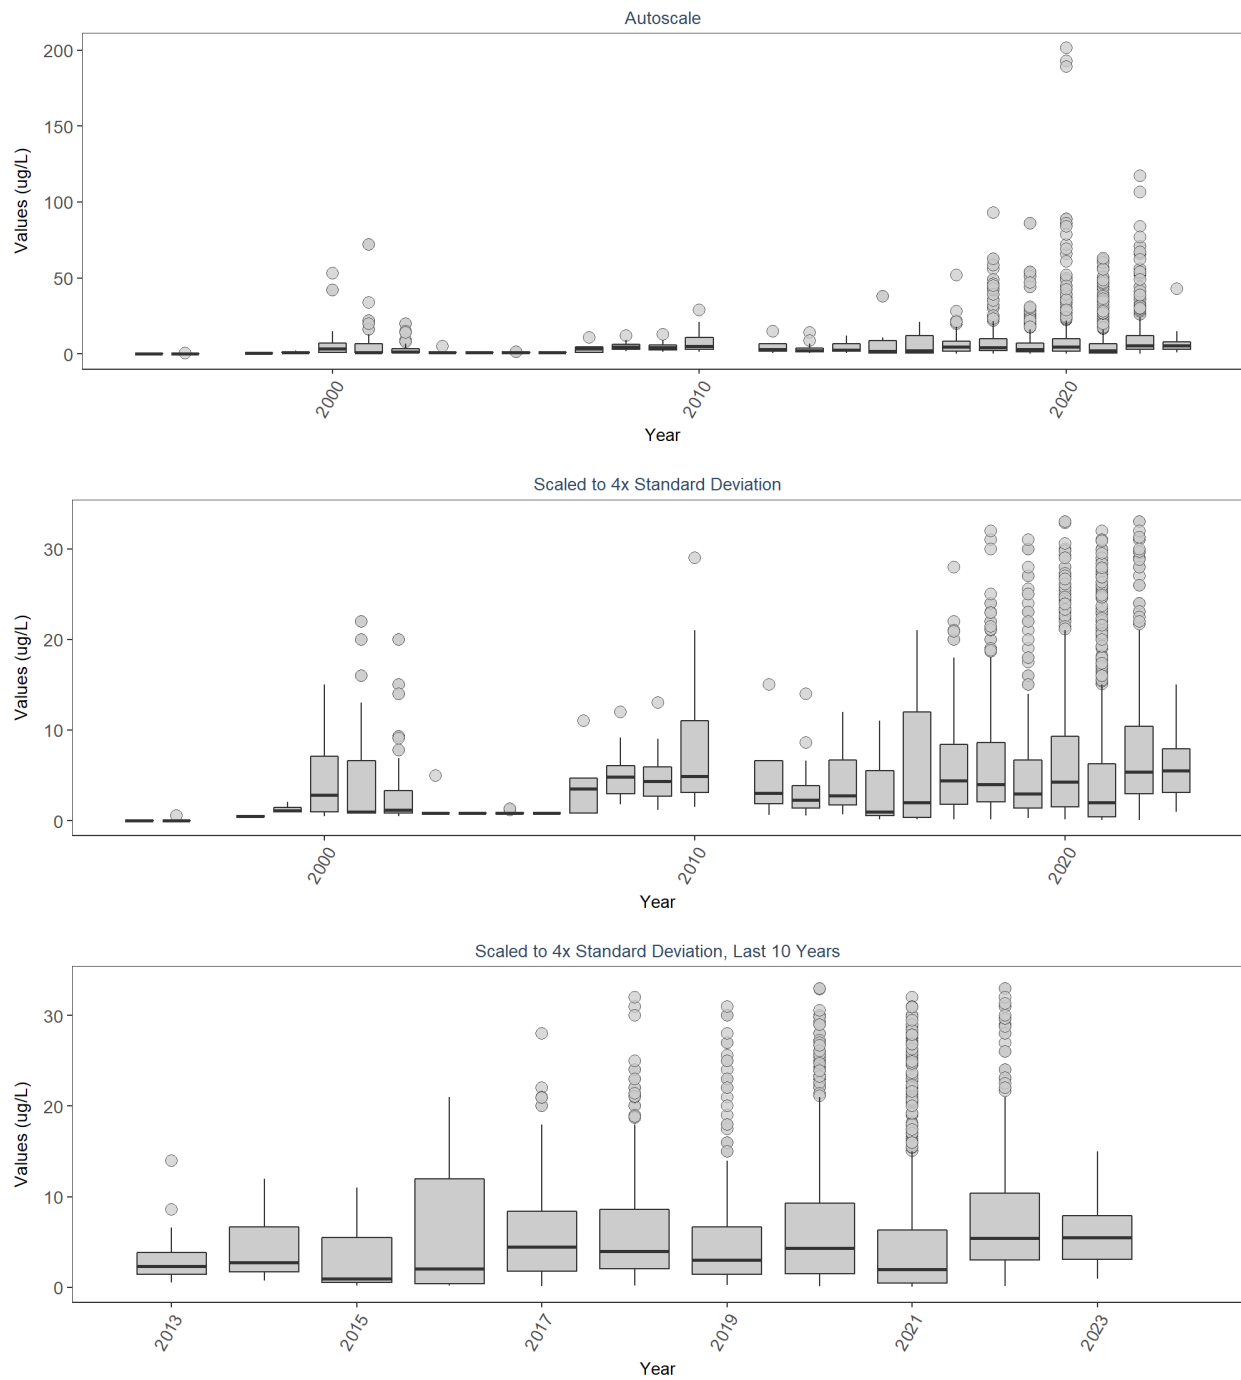 Autoscale
200
150
100
50
0
Values (ug/L)
2000
2010
2020
Year
Scaled to 4x Standard Deviation
30
20
10
0
Values (ug/L)
2000
2010
2020
Year
Scaled to 4x Standard Deviation, Last 10 Years
30
20
10
0
Values (ug/L)
2013
2015
2017
2019
2021
2023
Year